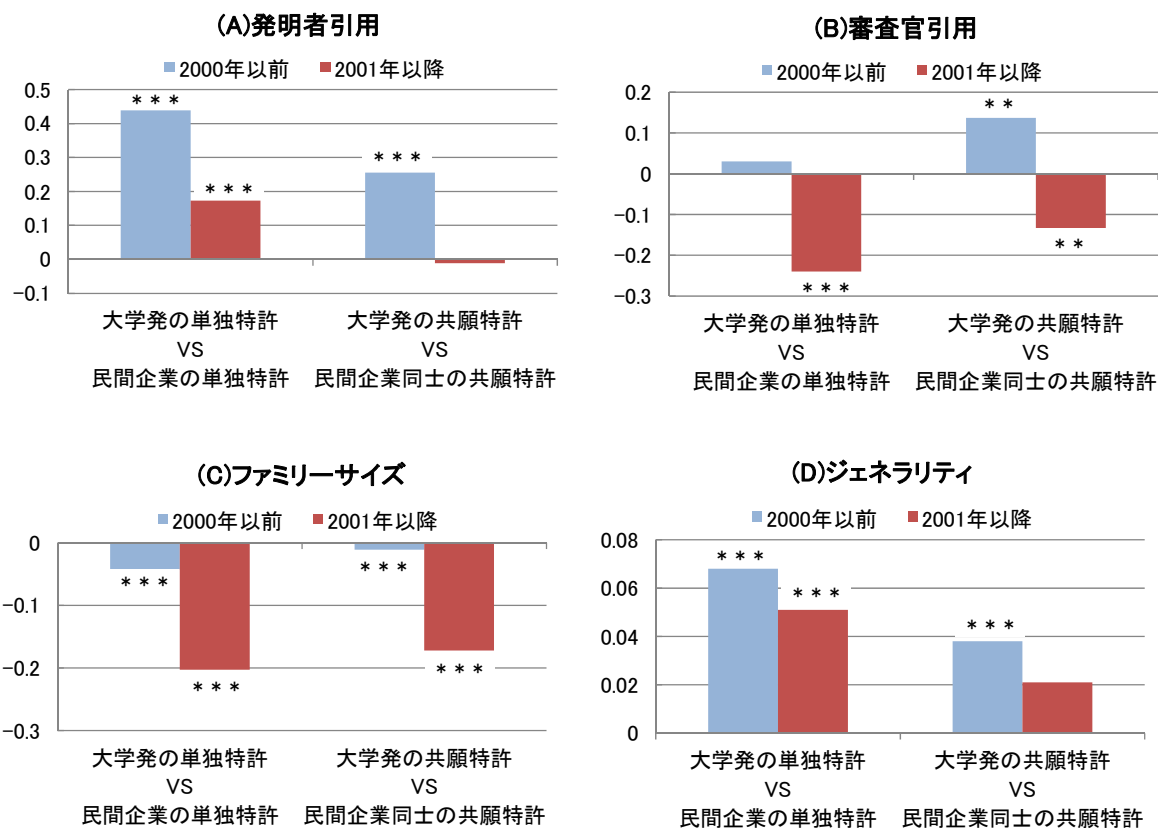 (A)発明者引用
2000年以前 2001年以降
0.5
0.4
0.3
0.2
0.1
0
-0.1
***
***
***
大学発の単独特許
VS
民間企業の単独特許
大学発の共願特許
VS
民間企業同士の共願特許
(B)審査官引用
2000年以前 2001年以降
0.2
0.1
0
-0.1
-0.2
-0.3
***
**
**
大学発の単独特許
VS
民間企業の単独特許
大学発の共願特許
VS
民間企業同士の共願特許
(C)ファミリーサイズ
2000年以前 2001年以降
0
-0.1
-0.2
-0.3
***
***
***
***
大学発の単独特許
VS
民間企業の単独特許
大学発の共願特許
VS
民間企業同士の共願特許
(D)ジェネラリティ
2000年以前 2001年以降
0.08
0.06
0.04
0.02
0
***
***
***
大学発の単独特許
VS
民間企業の単独特許
大学発の共願特許
VS
民間企業同士の共願特許